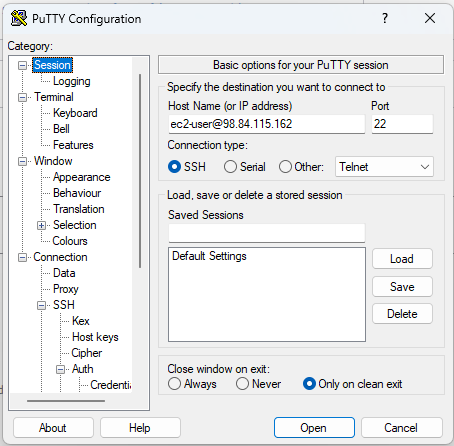 PuTTY Configuration
Category:
Session
Logging
Terminal
Keyboard
Bell
Features
Window
Appearance
Behaviour
Translation
Selection
Colours
Connection
Data
Proxy
SSH
Kex
Host keys
Cipher
Auth
Credentia
Basic options for your PuTTY session
Specify the destination you want to connect to
Host Name (or IP address) Port
ec2-user@98.84.115.162 22
Connection type:
SSH Serial Other: Telnet
Load, save or delete a stored session
Saved Sessions
Default Settings
Load
Save
Delete
Close window on exit:
Always Never Only on clean exit
About Help Open Cancel